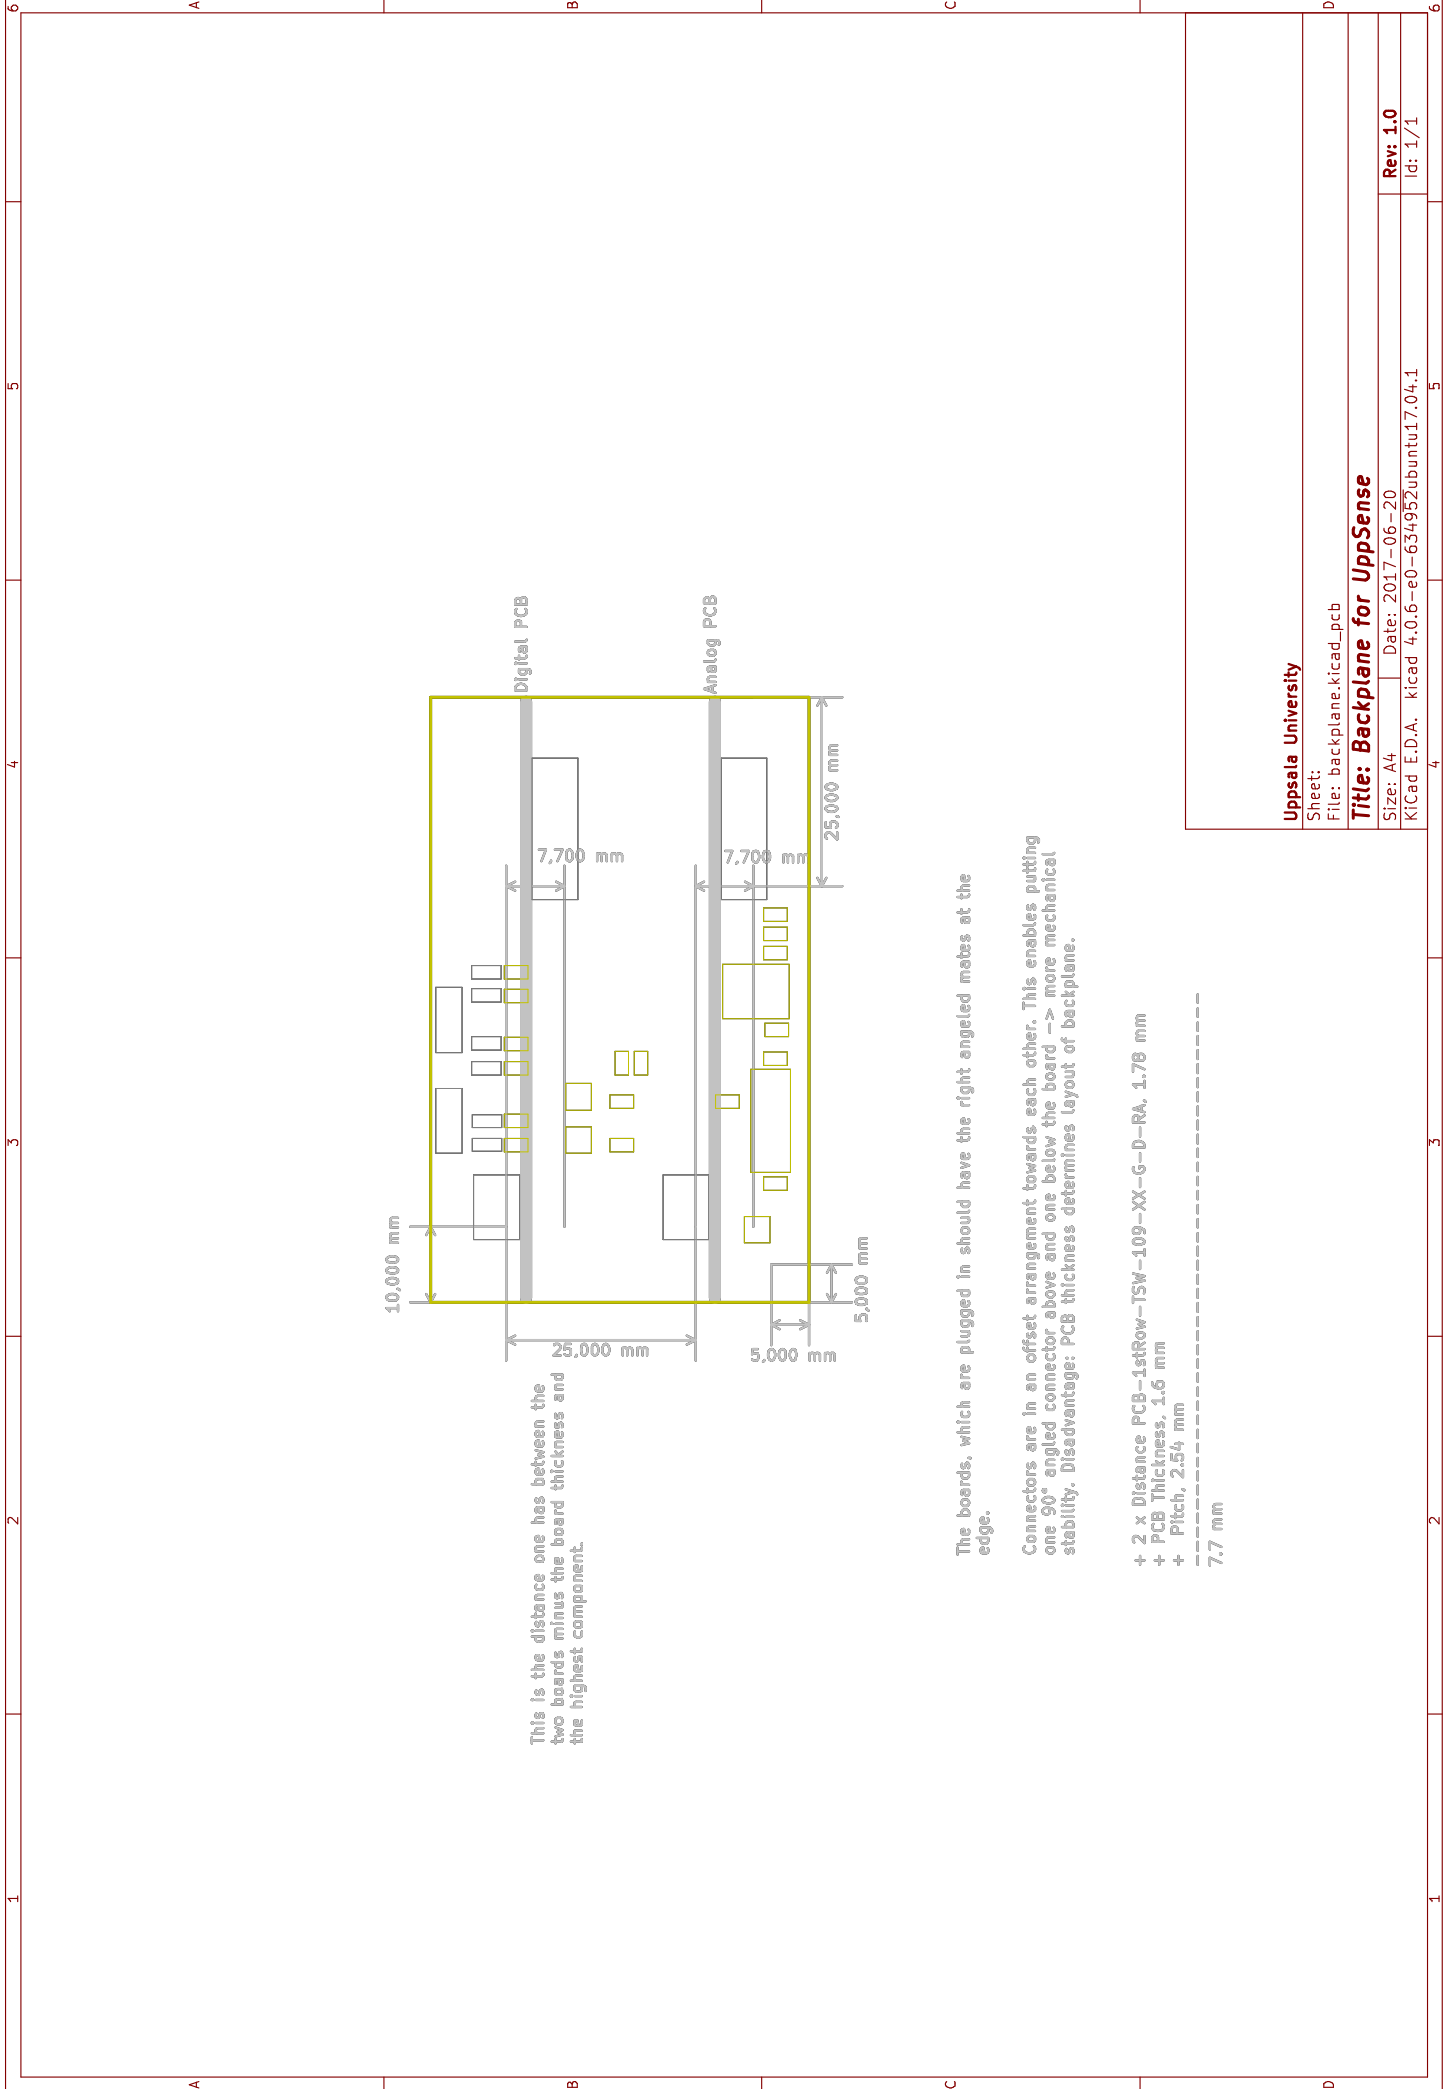 6
5
4
3
2
1
A
B
C
D
6
5
4
3
2
1
A
B
C
D
Digital PCB
Analog PCB
7,700 mm
7,700 mm
25,000 mm
10,000 mm
25,000 mm
5,000 mm
5,000 mm
This is the distance one has between the
two boards minus the board thickness and
the highest component.
The boards, which are plugged in should have the right angeled mates at the
edge.
Connectors are in an offset arrangement towards each other. This enables putting
one 90° angled connector above and one below the board -> more mechanical
stability. Disadvantage: PCB thickness determines layout of backplane.
+ 2 x Distance PCB-1stRow-TSW-109-XX-G-D-RA, 1.78 mm
+ PCB Thickness, 1.6 mm
+ Pitch, 2.54 mm
7.7 mm
Uppsala University
Sheet:
File: backplane.kicad_pcb
Title: Backplane for UppSense
Size: A4 Date: 2017-06-20 Rev: 1.0
KiCad E.D.A. kicad 4.0.6-e0-634952ubuntu17.04.1 Id: 1/1